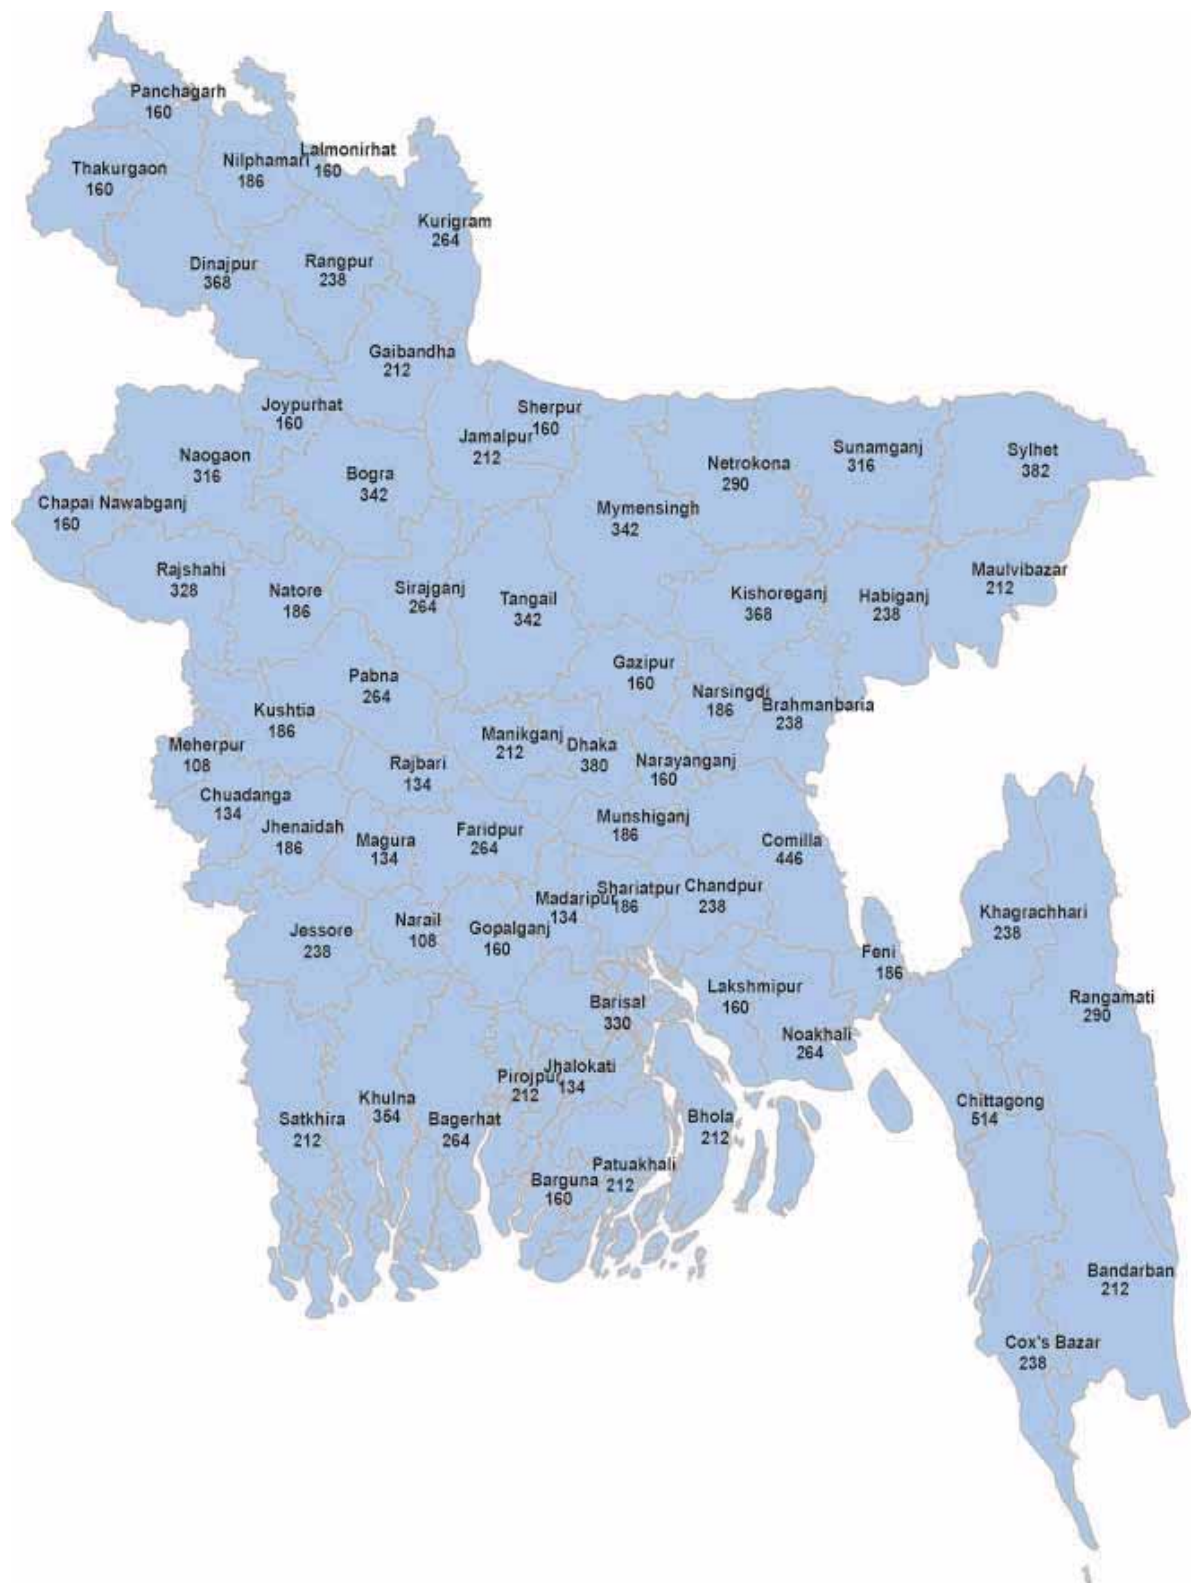 Panchagarh
160
Thakurgaon
160
Nilphamari
186
Lalmonirhat
160
Kurigram
264
Dinajpur
368
Rangpur
238
Gaibandha
212
Joypurhat
160
Sherpur
160
Jamalpur
212
Naogaon
316
Bogra
342
Netrokona
290
Sunamganj
316
Sylhet
382
Chapai Nawabganj
160
Mymensingh
342
Rajshahi
328
Natore
186
Sirajganj
264
Tangail
342
Kishoreganj
368
Habiganj
238
Maulvibazar
212
Pabna
264
Gazipur
160
Narsingdi
186
Brahmanbaria
238
Kushtia
186
Meherpur
108
Manikganj
212
Dhaka
380
Narayanganj
160
Rajbari
134
Chuadanga
134
Jhenaidah
186
Magura
134
Faridpur
264
Munshiganj
186
Comilla
446
Madaripur
134
Shariatpur
186
Chandpur
238
Jessore
238
Narail
108
Gopalganj
160
Khagrachhari
238
Feni
186
Barisal
330
Lakshmipur
160
Noakhali
264
Rangamati
290
Pirojpur
212
Jhalokati
134
Satkhira
212
Khulna
354
Bagerhat
264
Bhola
212
Chittagong
514
Barguna
160
Patuakhali
212
Bandarban
212
Cox's Bazar
238